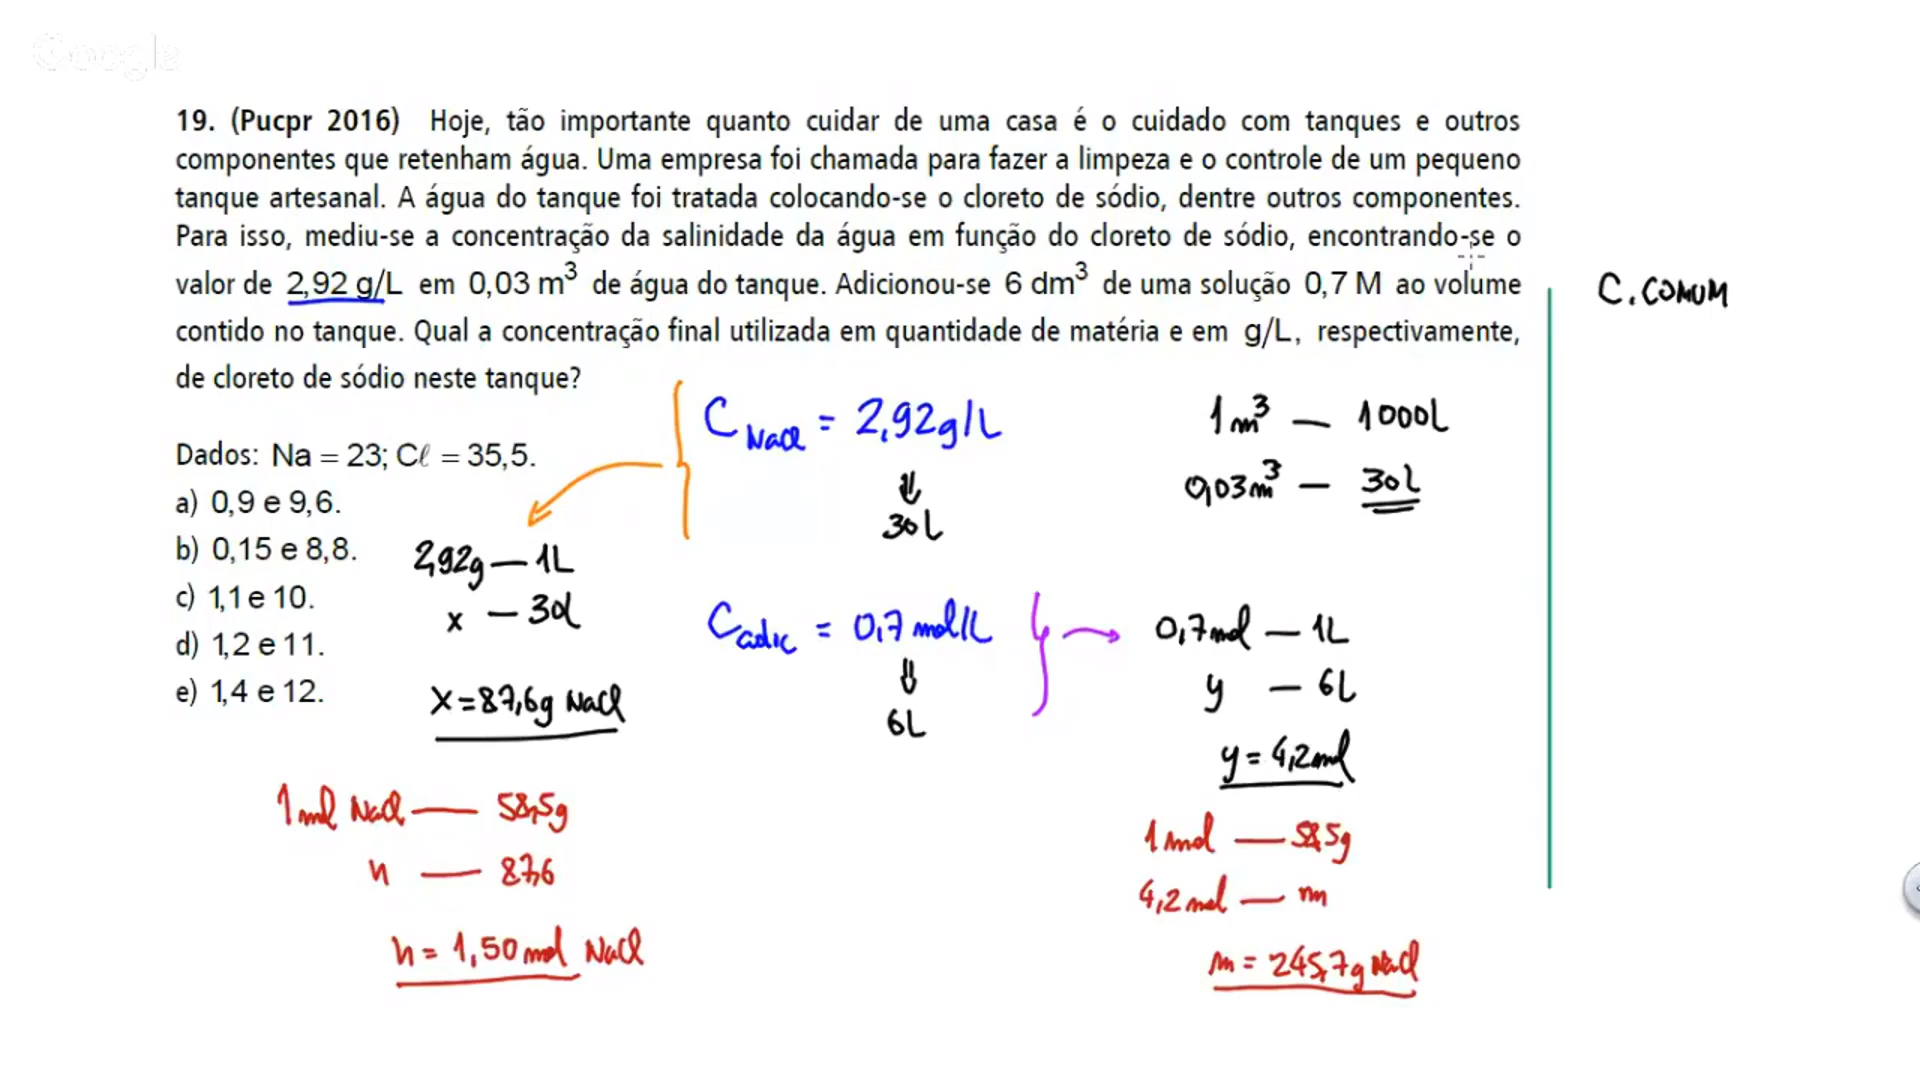 Google
19. (Pucpr 2016) Hoje, tão importante quanto cuidar de uma casa é o cuidado com tanques e outros
componentes que retenham água. Uma empresa foi chamada para fazer a limpeza e o controle de um pequeno
tanque artesanal. A água do tanque foi tratada colocando-se o cloreto de sódio, dentre outros componentes.
Para isso, mediu-se a concentração da salinidade da água em função do cloreto de sódio, encontrando-se o
valor de 2,92 g/L em 0,03 m³ de água do tanque. Adicionou-se 6 dm³ de uma solução 0,7 M ao volume
contido no tanque. Qual a concentração final utilizada em quantidade de matéria e em g/L, respectivamente,
de cloreto de sódio neste tanque?
C. COMUM
Dados: Na = 23; Cℓ = 35,5.
a) 0,9 e 9,6.
b) 0,15 e 8,8.
c) 1,1 e 10.
d) 1,2 e 11.
e) 1,4 e 12.
C NaCl = 2,92g/L
⇓
30L
1m³ — 1000L
0,03m³ — 30L
2,92g — 1L
x — 30L
x = 87,6g NaCl
C adic = 0,7 mol/L
⇓
6L
0,7mol — 1L
y — 6L
y = 4,2mol
1mol NaCl — 58,5g
n — 87,6
n = 1,50 mol NaCl
1mol — 58,5g
4,2mol — m
m = 245,7g NaCl